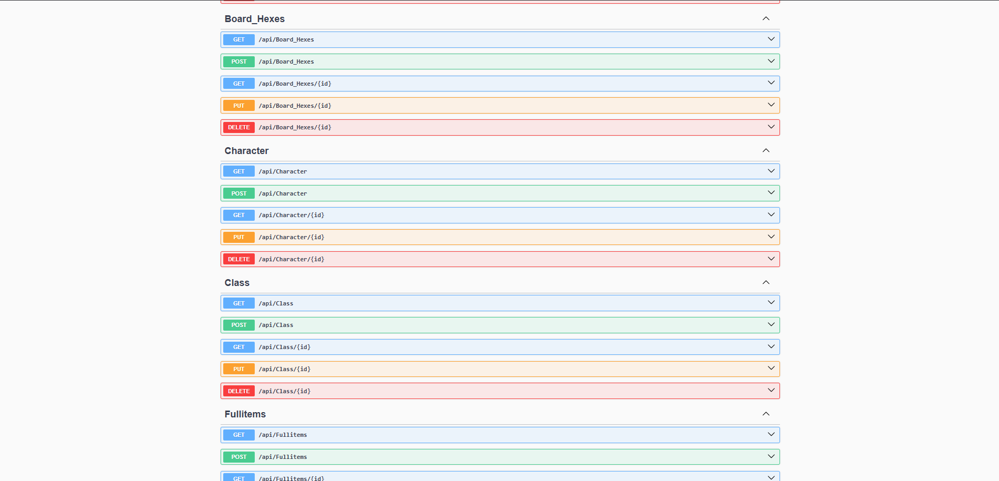 Board_Hexes
GET /api/Board_Hexes
POST /api/Board_Hexes
GET /api/Board_Hexes/{id}
PUT /api/Board_Hexes/{id}
DELETE /api/Board_Hexes/{id}
Character
GET /api/Character
POST /api/Character
GET /api/Character/{id}
PUT /api/Character/{id}
DELETE /api/Character/{id}
Class
GET /api/Class
POST /api/Class
GET /api/Class/{id}
PUT /api/Class/{id}
DELETE /api/Class/{id}
Fullitems
GET /api/Fullitems
POST /api/Fullitems
GET /api/Fullitems/{id}